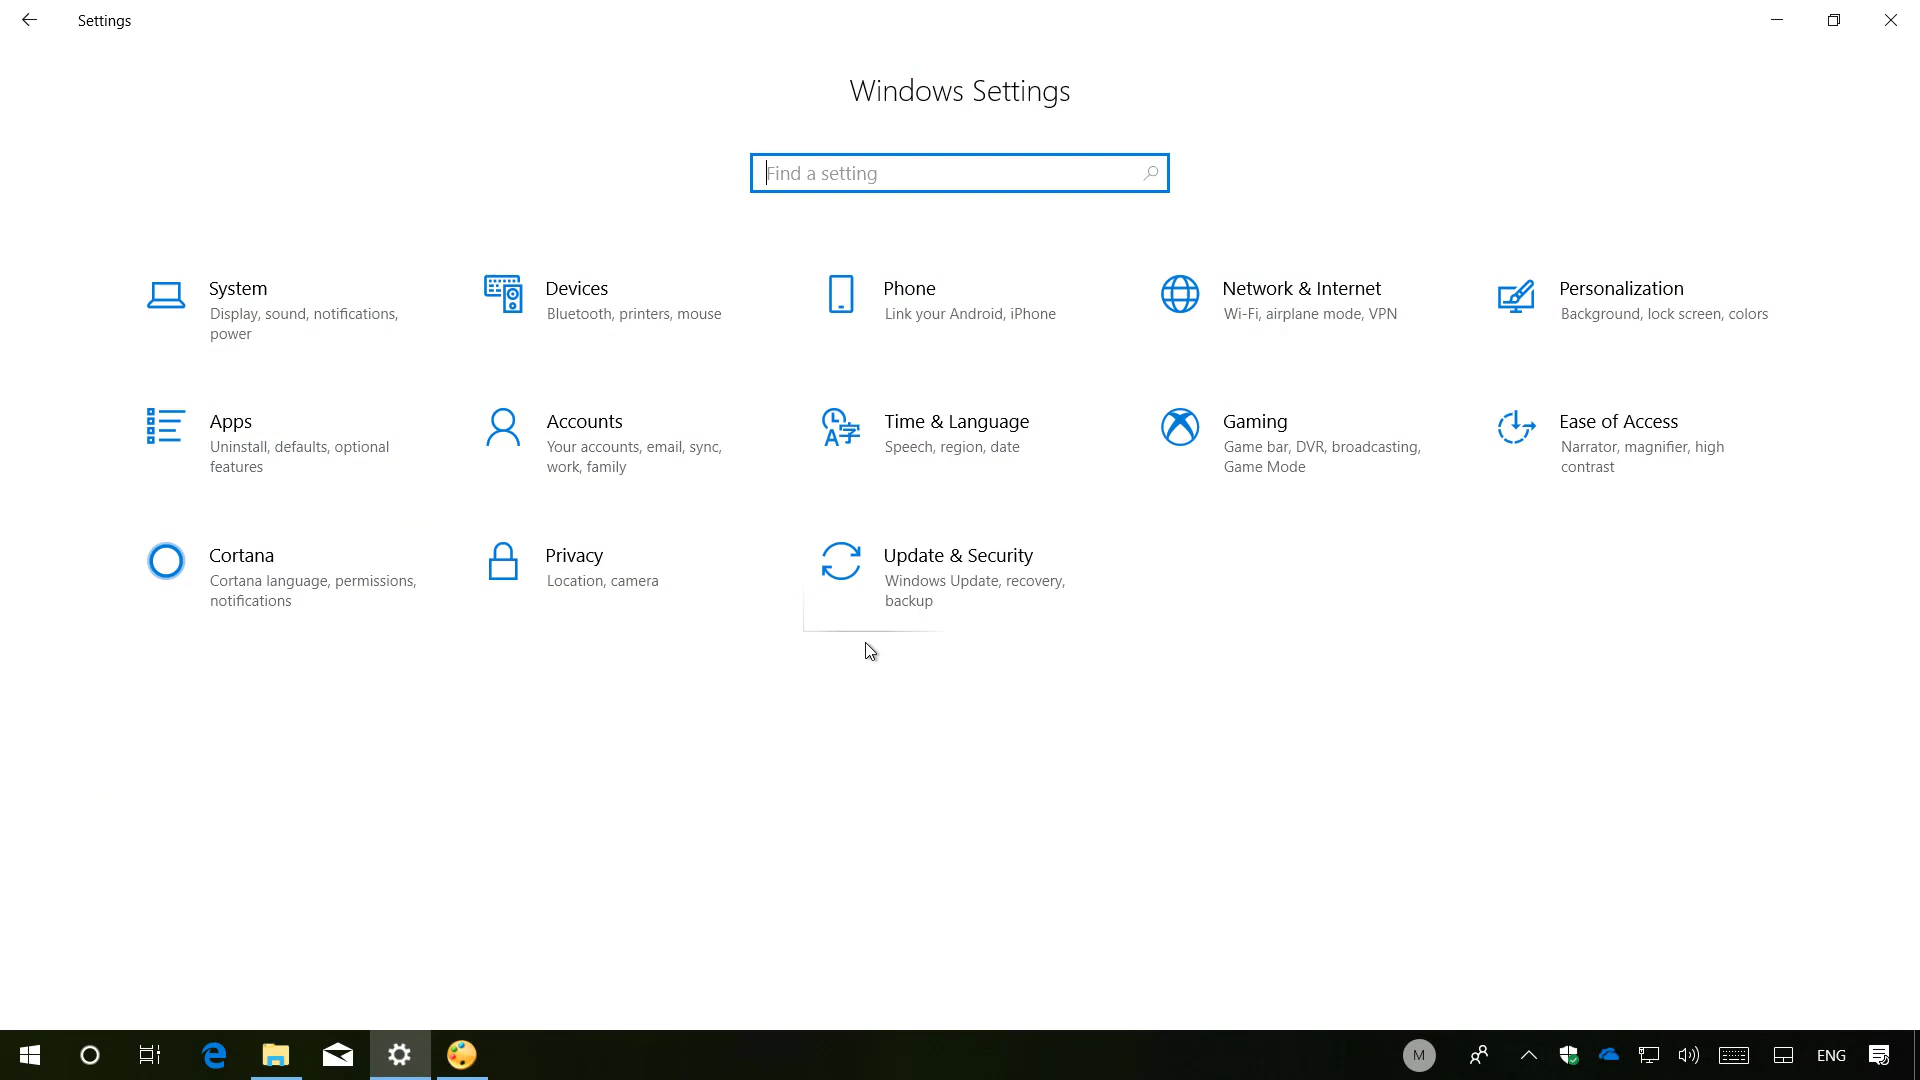 Settings
Windows Settings
Find a setting
System
Display, sound, notifications,
power
Devices
Bluetooth, printers, mouse
Phone
Link your Android, iPhone
Network & Internet
Wi-Fi, airplane mode, VPN
Personalization
Background, lock screen, colors
Apps
Uninstall, defaults, optional
features
Accounts
Your accounts, email, sync,
work, family
Time & Language
Speech, region, date
Gaming
Game bar, DVR, broadcasting,
Game Mode
Ease of Access
Narrator, magnifier, high
contrast
Cortana
Cortana language, permissions,
notifications
Privacy
Location, camera
Update & Security
Windows Update, recovery,
backup
M
ENG